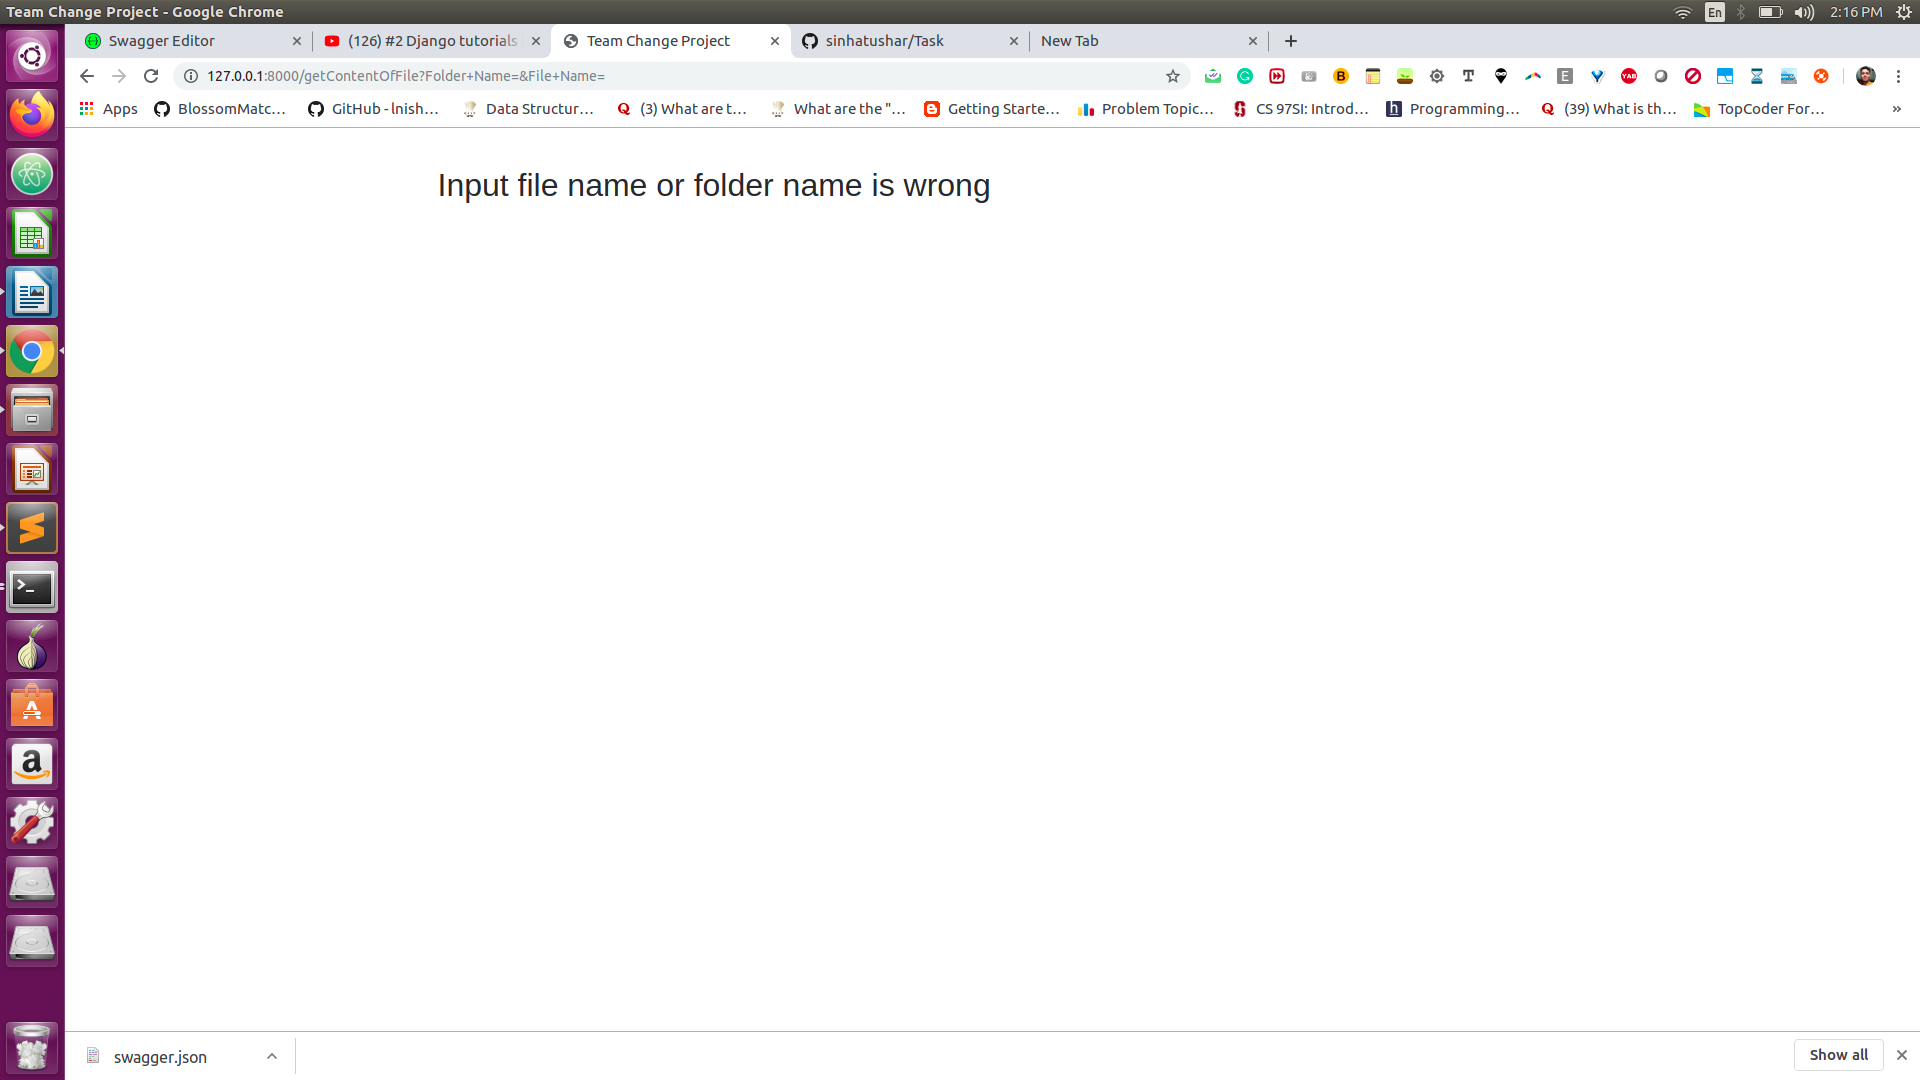 Team Change Project - Google Chrome
En
2:16 PM
Swagger Editor
(126) #2 Django tutorials
Team Change Project
sinhatushar/Task
New Tab
127.0.0.1:8000/getContentOfFile?Folder+Name=&File+Name=
Apps
BlossomMatc...
GitHub - lnish...
Data Structur...
(3) What are t...
What are the "...
Getting Starte...
Problem Topic...
CS 97SI: Introd...
Programming...
(39) What is th...
TopCoder For...
»
Input file name or folder name is wrong
swagger.json
Show all